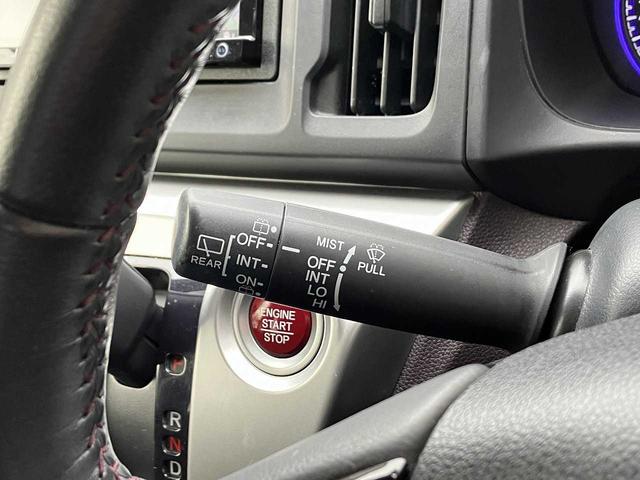 OFF
INT
ON
REAR
MIST
OFF
INT
LO
HI
PULL
ENGINE
START
STOP
R
N
D